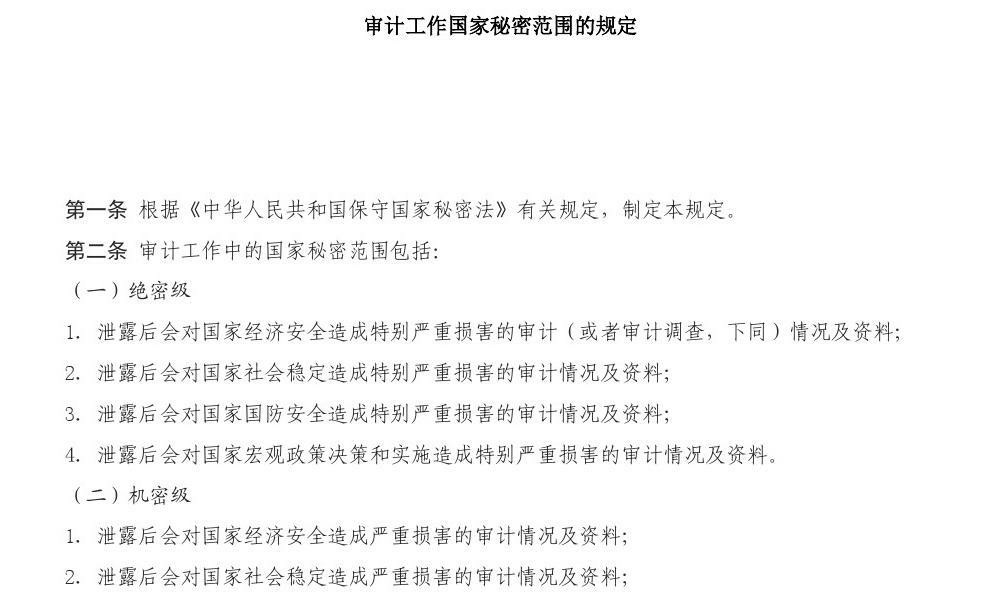 审计工作国家秘密范围的规定
第一条 根据《中华人民共和国保守国家秘密法》有关规定，制定本规定。
第二条 审计工作中的国家秘密范围包括：
（一）绝密级
1. 泄露后会对国家经济安全造成特别严重损害的审计（或者审计调查，下同）情况及资料；
2. 泄露后会对国家社会稳定造成特别严重损害的审计情况及资料；
3. 泄露后会对国家国防安全造成特别严重损害的审计情况及资料；
4. 泄露后会对国家宏观政策决策和实施造成特别严重损害的审计情况及资料。
（二）机密级
1. 泄露后会对国家经济安全造成严重损害的审计情况及资料；
2. 泄露后会对国家社会稳定造成严重损害的审计情况及资料；